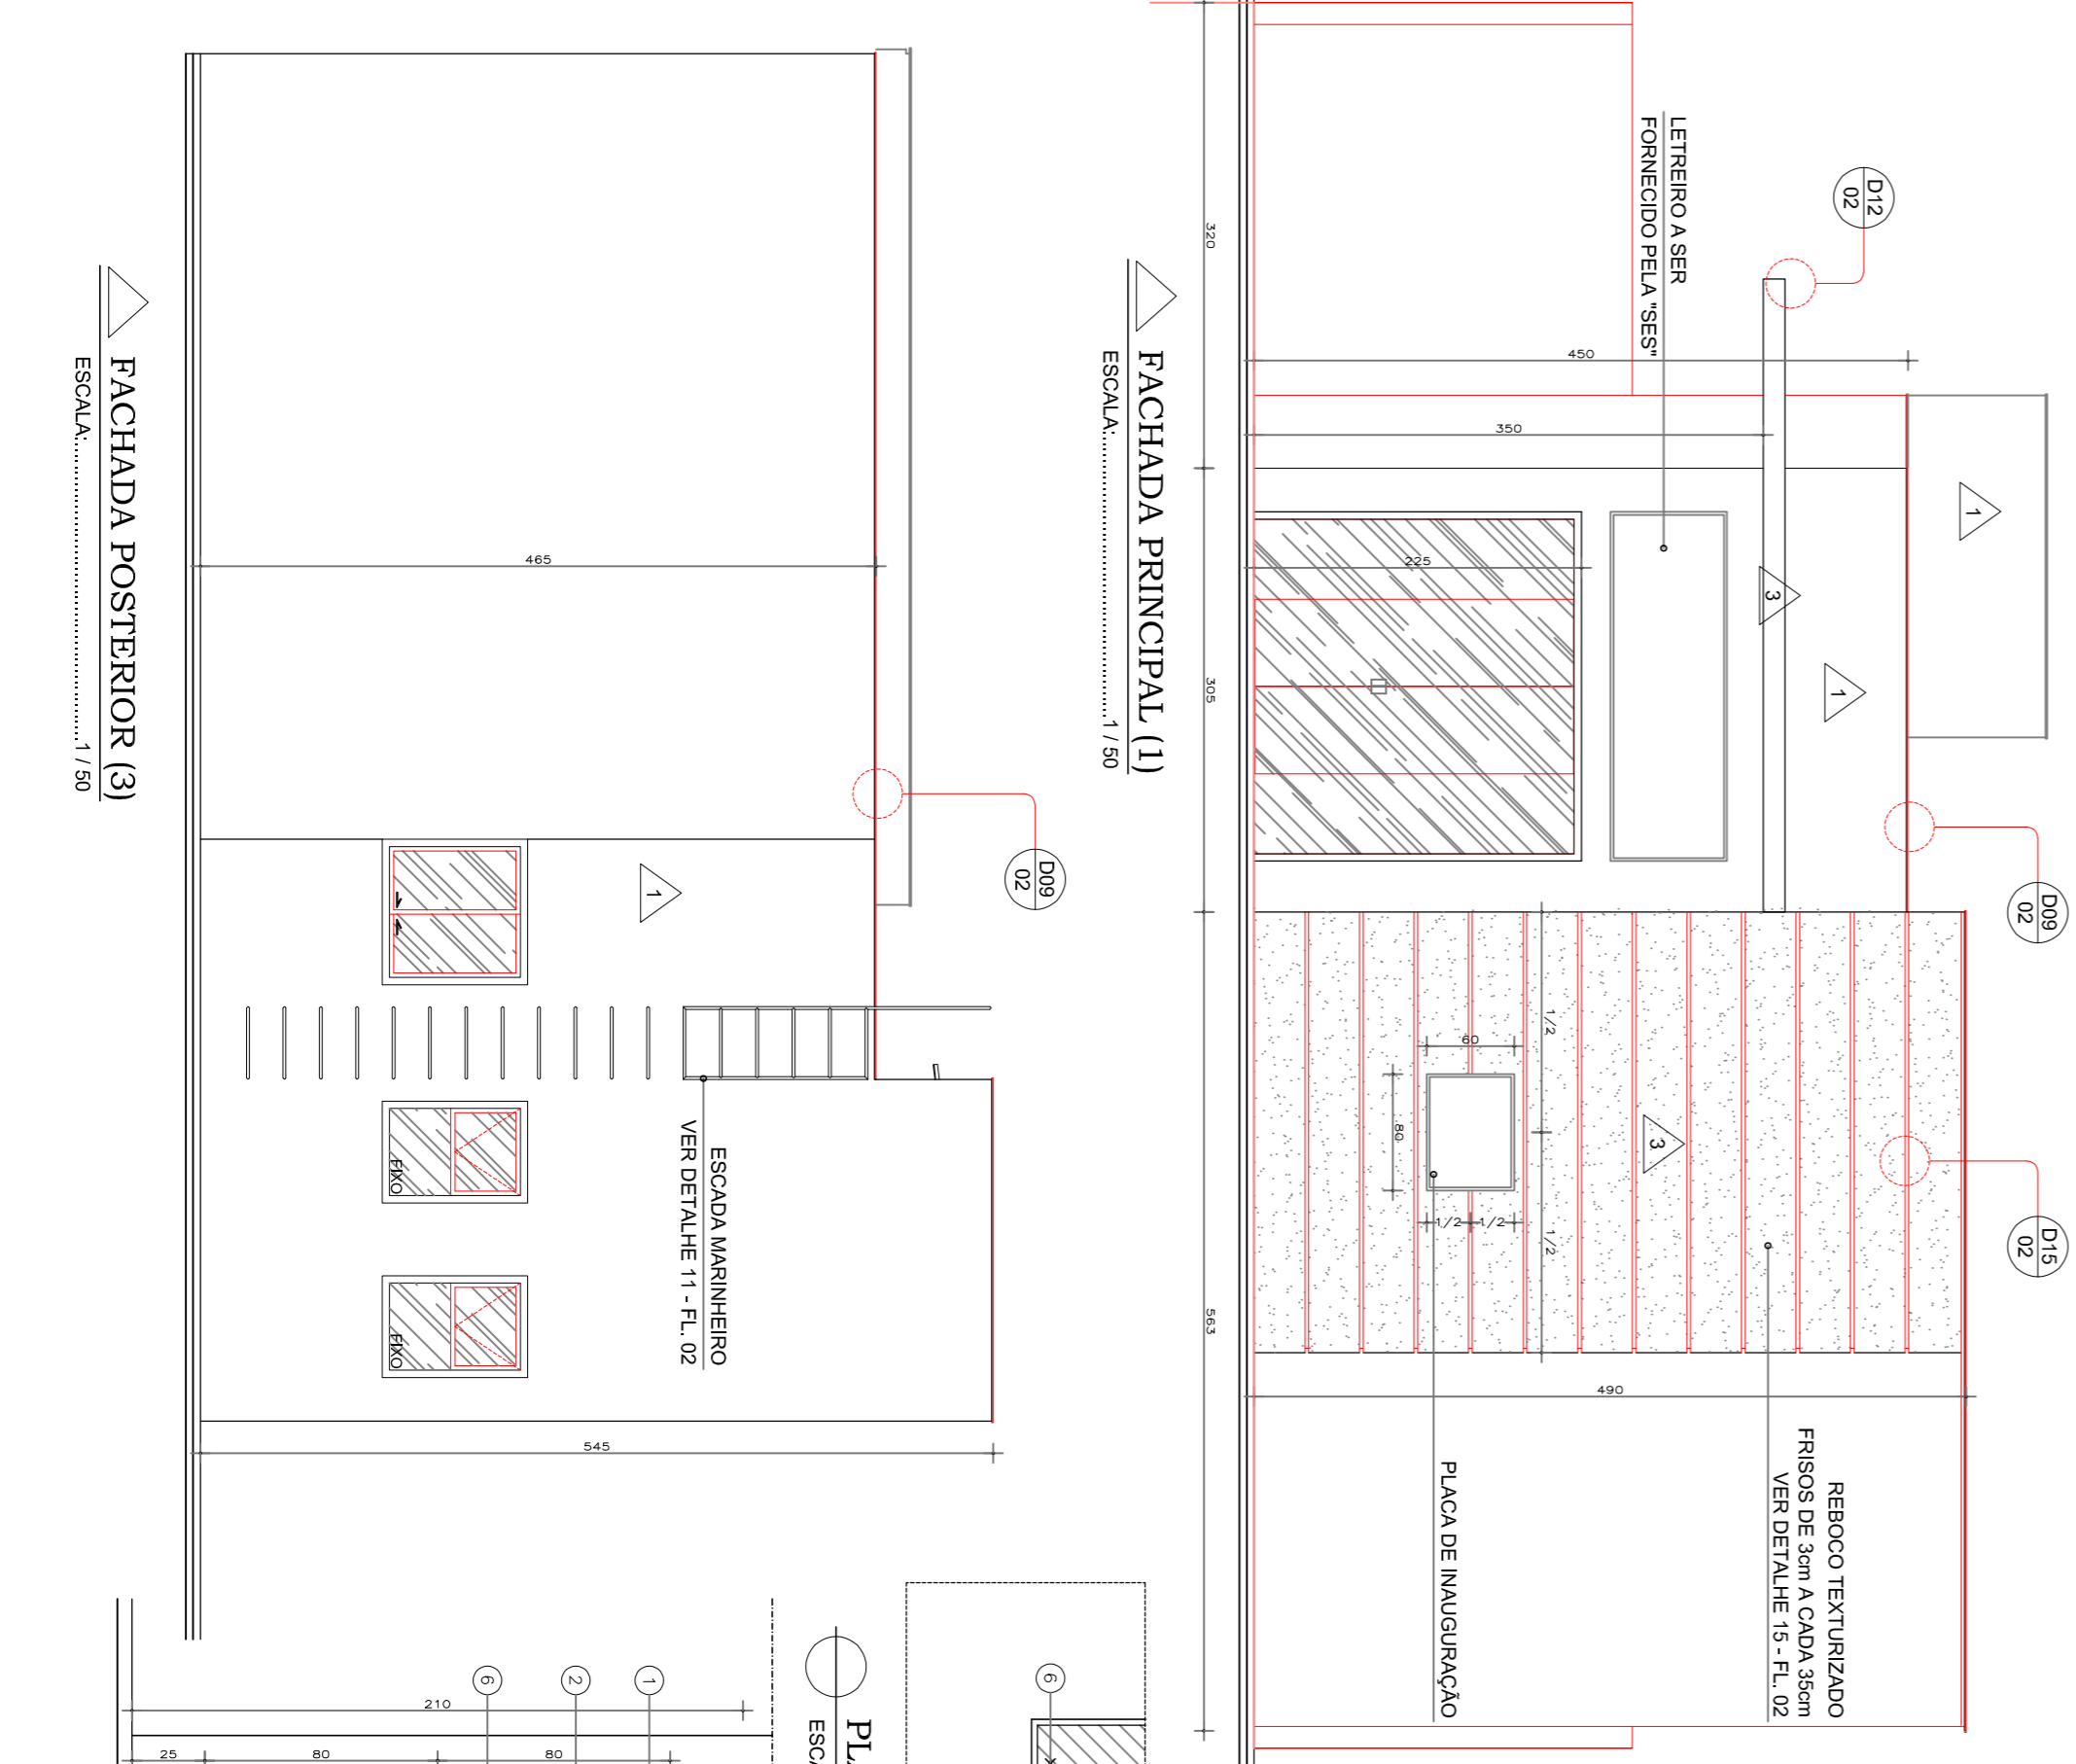 D12
02
LETREIRO A SER
FORNECIDO PELA "SES"
320
450
350
1
3
1
225
305
D09
02
1/2
60
80
3
1/2
1/2
1/2
D15
02
563
490
REBOCO TEXTURIZADO
FRISOS DE 3cm A CADA 35cm
VER DETALHE 15 - FL. 02
PLACA DE INAUGURAÇÃO
FACHADA PRINCIPAL (1)
ESCALA:..........................................1 / 50
465
D09
02
1
ESCADA MARINHEIRO
VER DETALHE 11 - FL. 02
FIXO
FIXO
545
FACHADA POSTERIOR (3)
ESCALA:..........................................1 / 50
6
PL
ESC
1
2
6
210
25
80
80